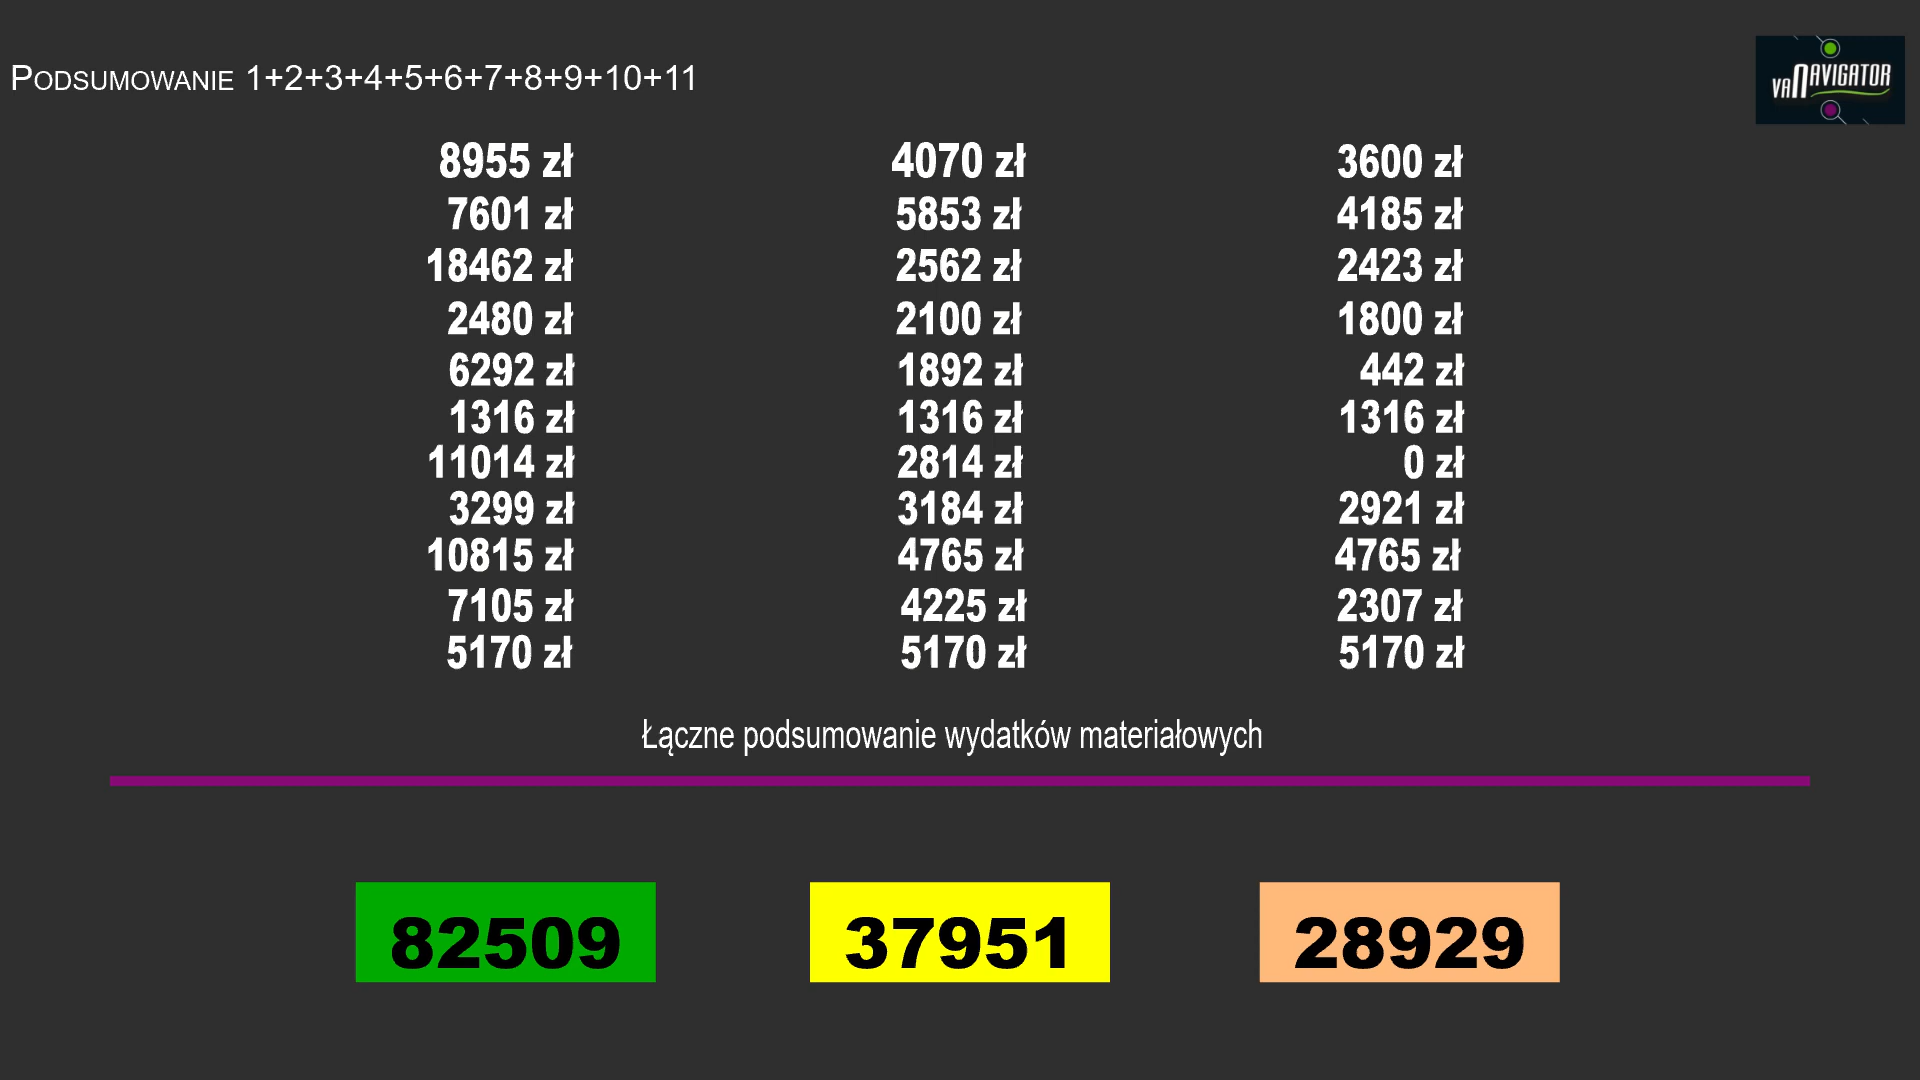 Podsumowanie 1+2+3+4+5+6+7+8+9+10+11
vaNavigator
8955 zł 4070 zł 3600 zł
7601 zł 5853 zł 4185 zł
18462 zł 2562 zł 2423 zł
2480 zł 2100 zł 1800 zł
6292 zł 1892 zł 442 zł
1316 zł 1316 zł 1316 zł
11014 zł 2814 zł 0 zł
3299 zł 3184 zł 2921 zł
10815 zł 4765 zł 4765 zł
7105 zł 4225 zł 2307 zł
5170 zł 5170 zł 5170 zł
Łączne podsumowanie wydatków materiałowych
82509 37951 28929